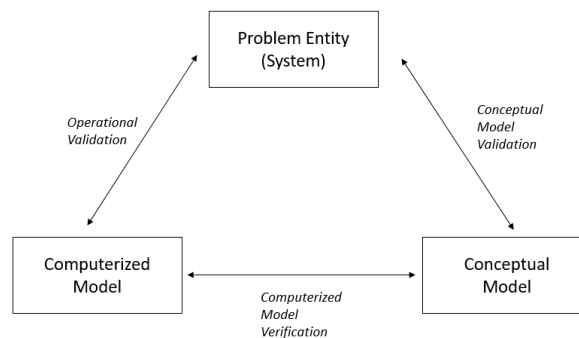 Problem Entity
(System)
Operational
Validation
Conceptual
Model
Validation
Computerized
Model
Conceptual
Model
Computerized
Model
Verification